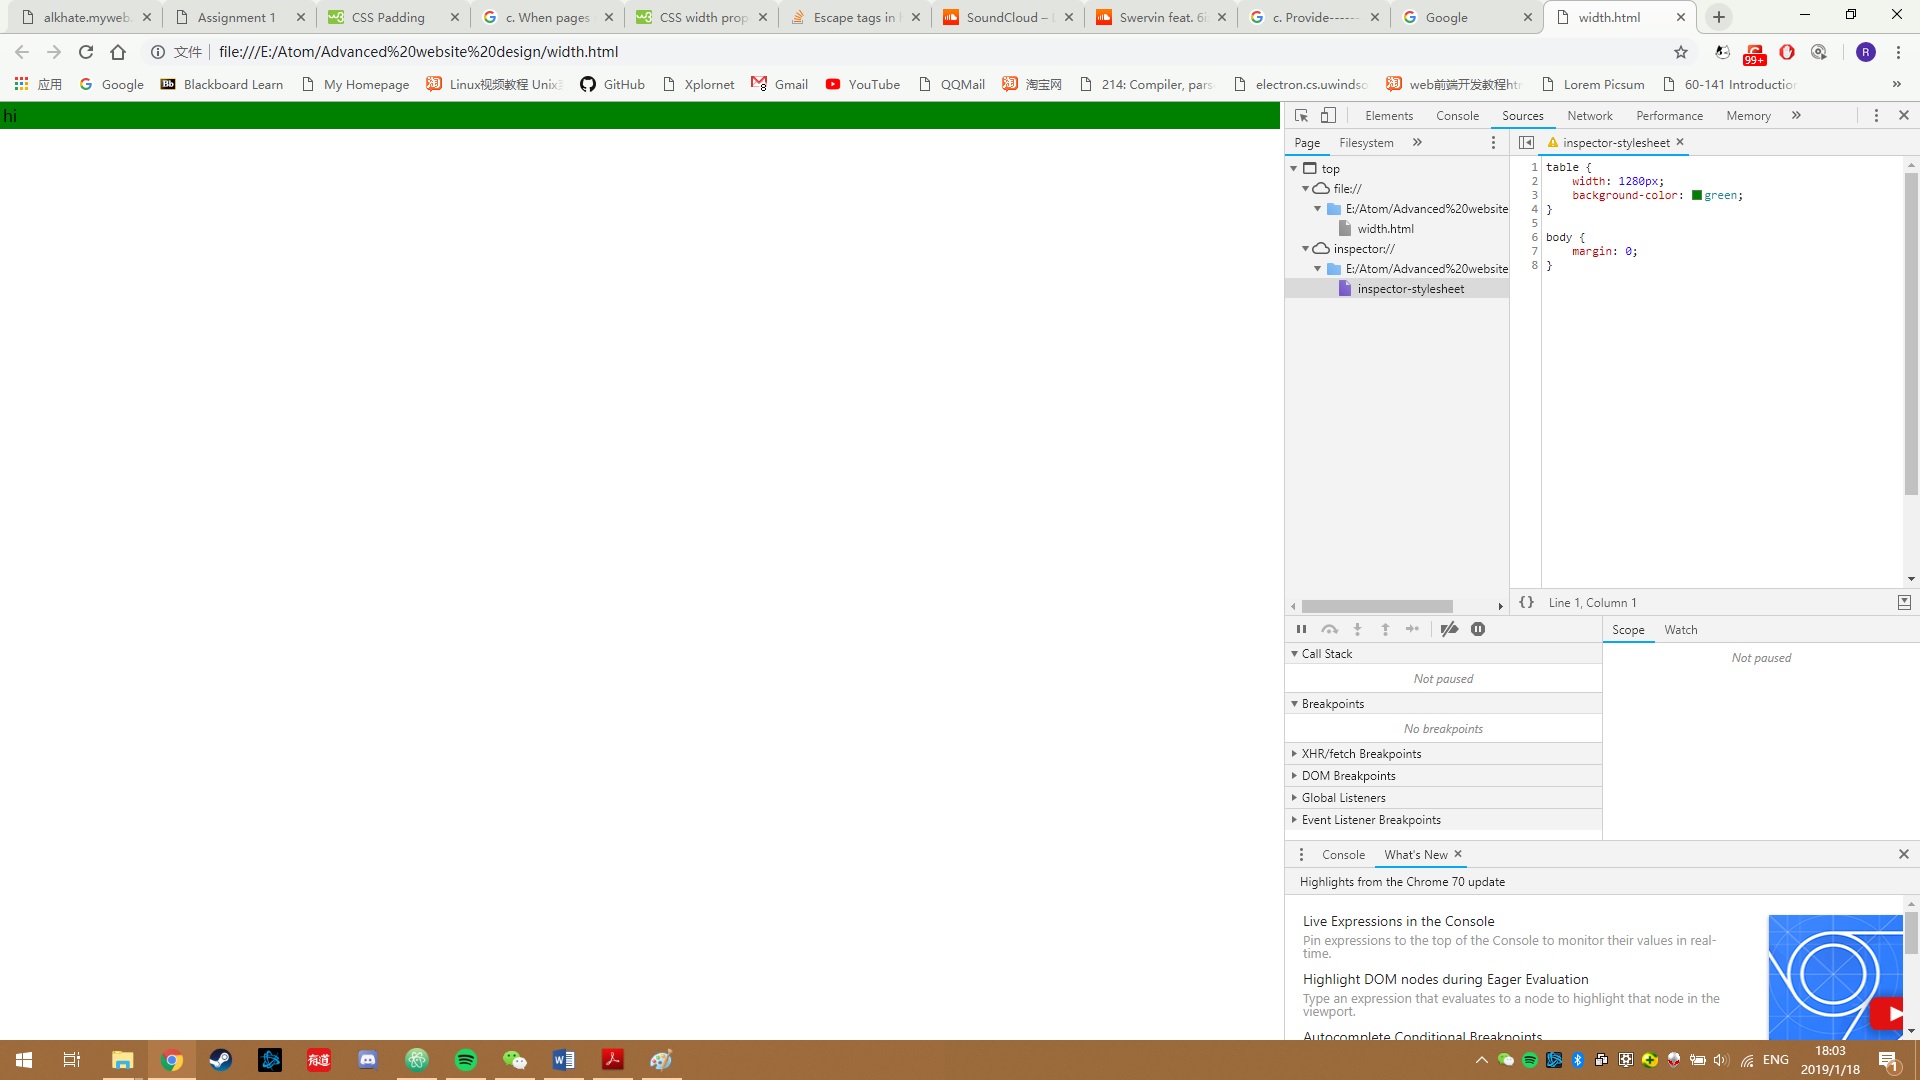 alkhate.myweb.
Assignment 1
CSS Padding
c. When pages
CSS width prop
Escape tags in
SoundCloud –
Swervin feat. 6i
c. Provide------
Google
width.html
文件
file:///E:/Atom/Advanced%20website%20design/width.html
99+
R
应用
Google
Blackboard Learn
My Homepage
Linux视频教程 Unix
GitHub
Xplornet
Gmail
YouTube
QQMail
淘宝网
214: Compiler, pars
electron.cs.uwindso
web前端开发教程htm
Lorem Picsum
60-141 Introduction
hi
Elements
Console
Sources
Network
Performance
Memory
Page
Filesystem
inspector-stylesheet
top
file://
E:/Atom/Advanced%20website
width.html
inspector://
E:/Atom/Advanced%20website
inspector-stylesheet
1 table {
2 width: 1280px;
3 background-color: green;
4 }
5
6 body {
7 margin: 0;
8 }
{} Line 1, Column 1
Call Stack
Not paused
Breakpoints
No breakpoints
XHR/fetch Breakpoints
DOM Breakpoints
Global Listeners
Event Listener Breakpoints
Scope
Watch
Not paused
Console
What's New
Highlights from the Chrome 70 update
Live Expressions in the Console
Pin expressions to the top of the Console to monitor their values in real-
time.
Highlight DOM nodes during Eager Evaluation
Type an expression that evaluates to a node to highlight that node in the
viewport.
Autocomplete Conditional Breakpoints
有道
ENG
18:03
2019/1/18
1